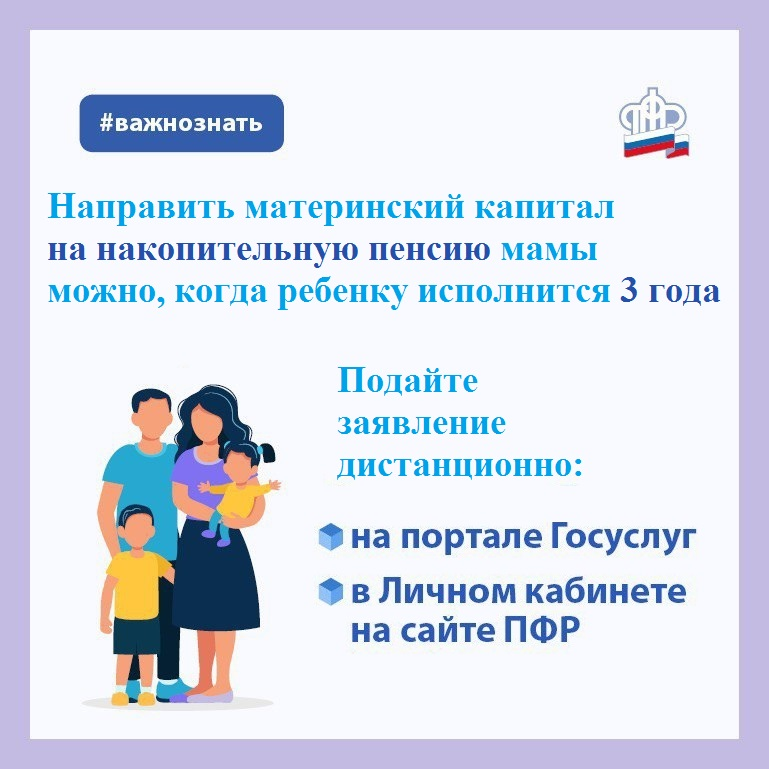 #важнознать
ПФР
Направить материнский капитал
на накопительную пенсию мамы
можно, когда ребенку исполнится 3 года
Подайте
заявление
дистанционно:
на портале Госуслуг
в Личном кабинете
на сайте ПФР